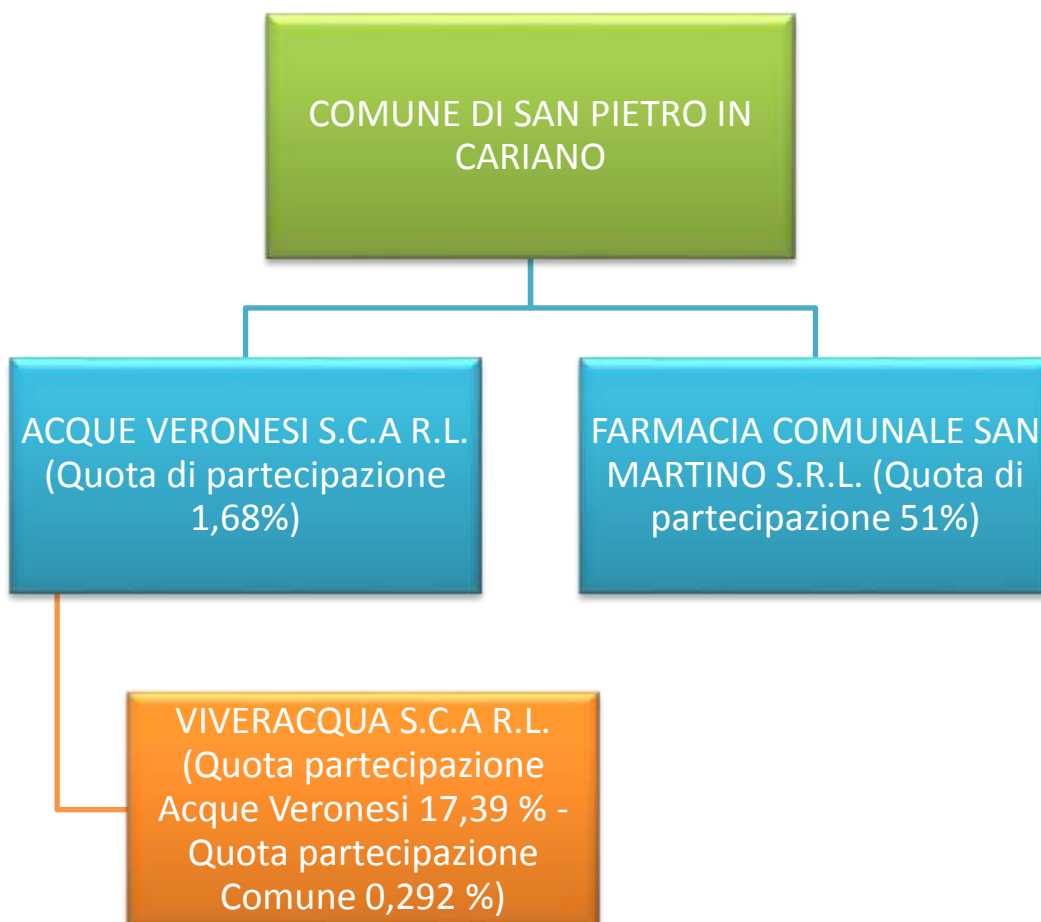 COMUNE DI SAN PIETRO IN
CARIANO
ACQUE VERONESI S.C.A R.L.
(Quota di partecipazione
1,68%)
FARMACIA COMUNALE SAN
MARTINO S.R.L. (Quota di
partecipazione 51%)
VIVERACQUA S.C.A R.L.
(Quota partecipazione
Acque Veronesi 17,39 % -
Quota partecipazione
Comune 0,292 %)